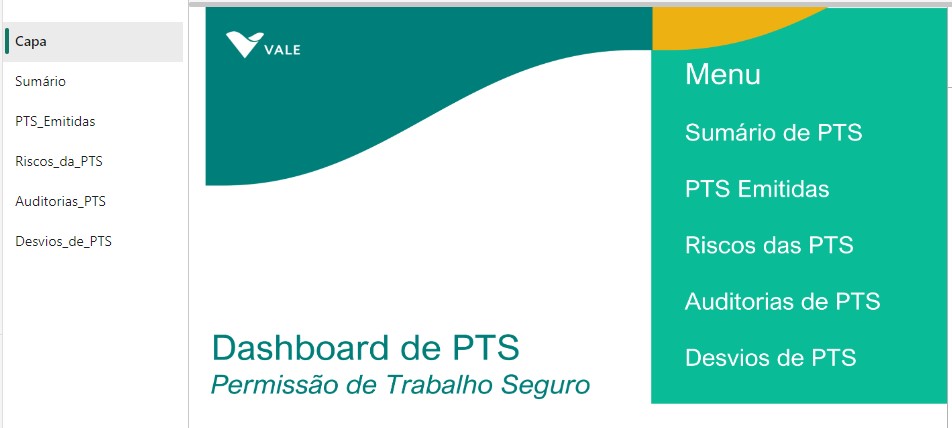 Capa
Sumário
PTS_Emitidas
Riscos_da_PTS
Auditorias_PTS
Desvios_de_PTS
VALE
Dashboard de PTS
Permissão de Trabalho Seguro
Menu
Sumário de PTS
PTS Emitidas
Riscos das PTS
Auditorias de PTS
Desvios de PTS